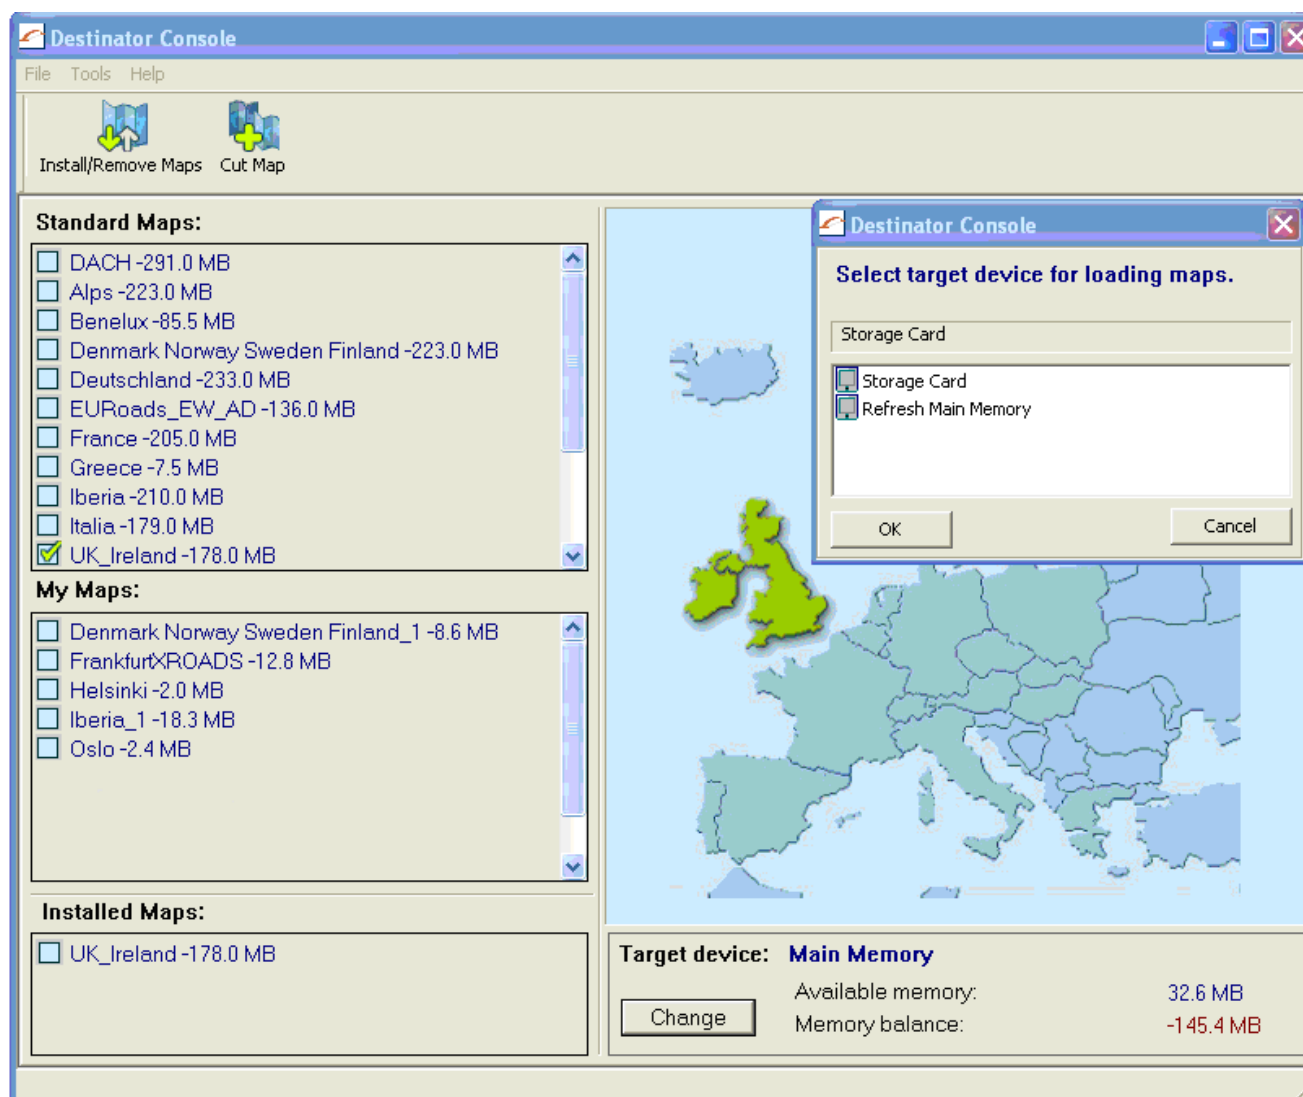 Destinator Console
File Tools Help
Install/Remove Maps Cut Map
Standard Maps:
DACH -291.0 MB
Alps -223.0 MB
Benelux -85.5 MB
Denmark Norway Sweden Finland -223.0 MB
Deutschland -233.0 MB
EURoads_EW_AD -136.0 MB
France -205.0 MB
Greece -7.5 MB
Iberia -210.0 MB
Italia -179.0 MB
UK_Ireland -178.0 MB
My Maps:
Denmark Norway Sweden Finland_1 -8.6 MB
FrankfurtXROADS -12.8 MB
Helsinki -2.0 MB
Iberia_1 -18.3 MB
Oslo -2.4 MB
Installed Maps:
UK_Ireland -178.0 MB
Destinator Console
Select target device for loading maps.
Storage Card
Storage Card
Refresh Main Memory
OK Cancel
Target device: Main Memory
Available memory: 32.6 MB
Change
Memory balance: -145.4 MB